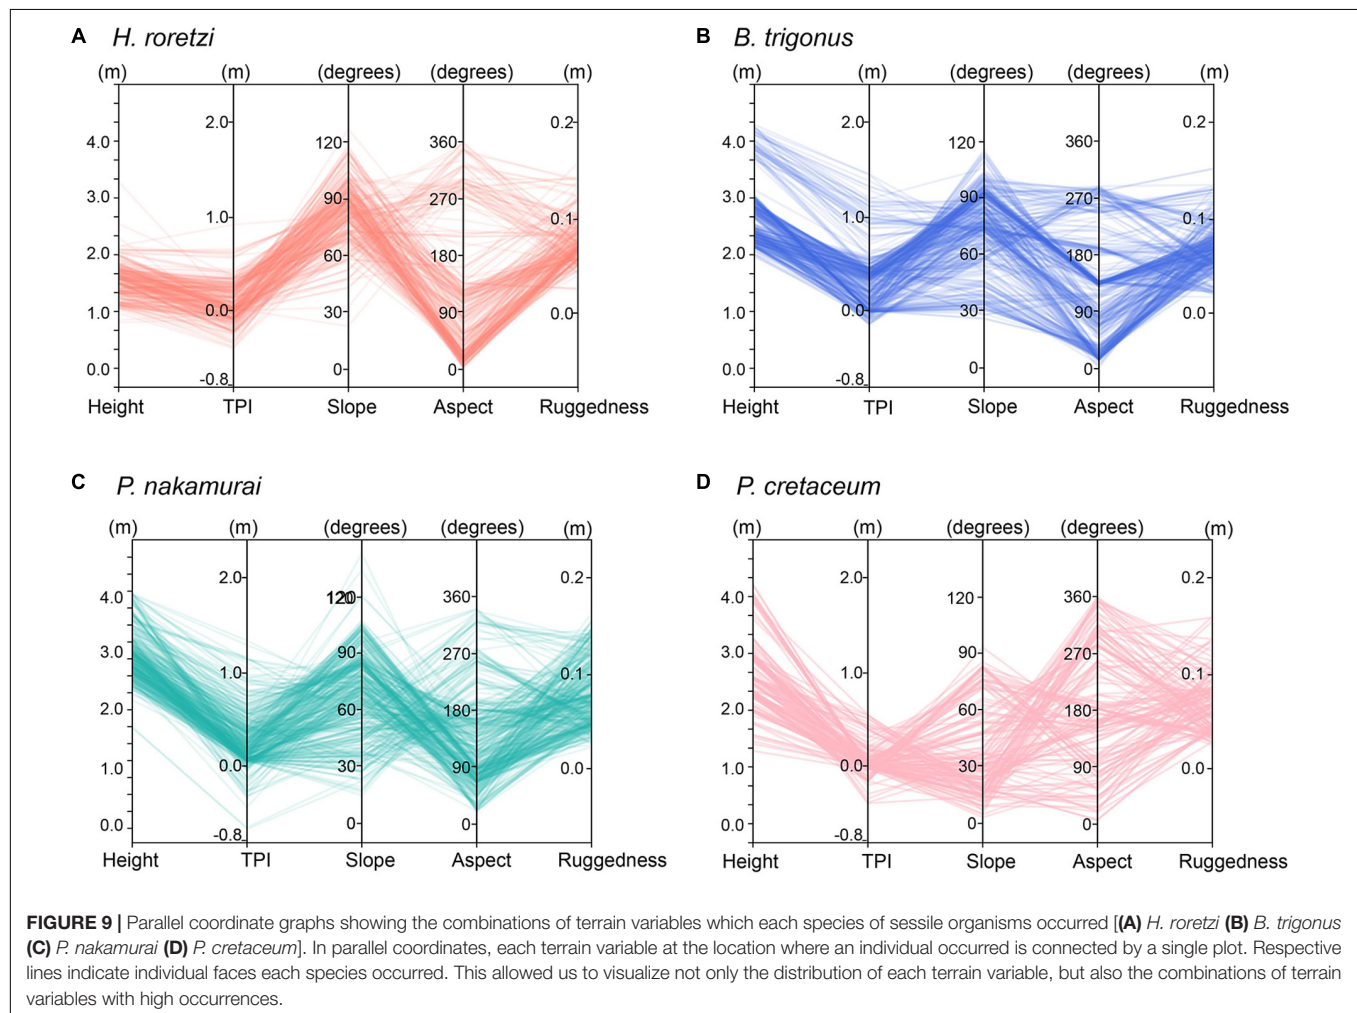 A H. roretzi
(m) (m) (degrees) (degrees) (m)
2.0 0.2
4.0 120 360
3.0 90 270
1.0 0.1
2.0 60 180
1.0 0.0 30 90 0.0
0.0 -0.8 0 0
Height TPI Slope Aspect Ruggedness
B B. trigonus
(m) (m) (degrees) (degrees) (m)
2.0 0.2
4.0 120 360
3.0 90 270
1.0 0.1
2.0 60 180
1.0 0.0 30 90 0.0
0.0 -0.8 0 0
Height TPI Slope Aspect Ruggedness
C P. nakamurai
(m) (m) (degrees) (degrees) (m)
2.0 0.2
4.0 120 360
3.0 90 270
1.0 0.1
2.0 60 180
1.0 0.0 30 90 0.0
0.0 -0.8 0 0
Height TPI Slope Aspect Ruggedness
D P. cretaceum
(m) (m) (degrees) (degrees) (m)
2.0 0.2
4.0 120 360
3.0 90 270
1.0 0.1
2.0 60 180
1.0 0.0 30 90 0.0
0.0 -0.8 0 0
Height TPI Slope Aspect Ruggedness
FIGURE 9 | Parallel coordinate graphs showing the combinations of terrain variables which each species of sessile organisms occurred [(A) H. roretzi (B) B. trigonus
(C) P. nakamurai (D) P. cretaceum]. In parallel coordinates, each terrain variable at the location where an individual occurred is connected by a single plot. Respective
lines indicate individual faces each species occurred. This allowed us to visualize not only the distribution of each terrain variable, but also the combinations of terrain
variables with high occurrences.